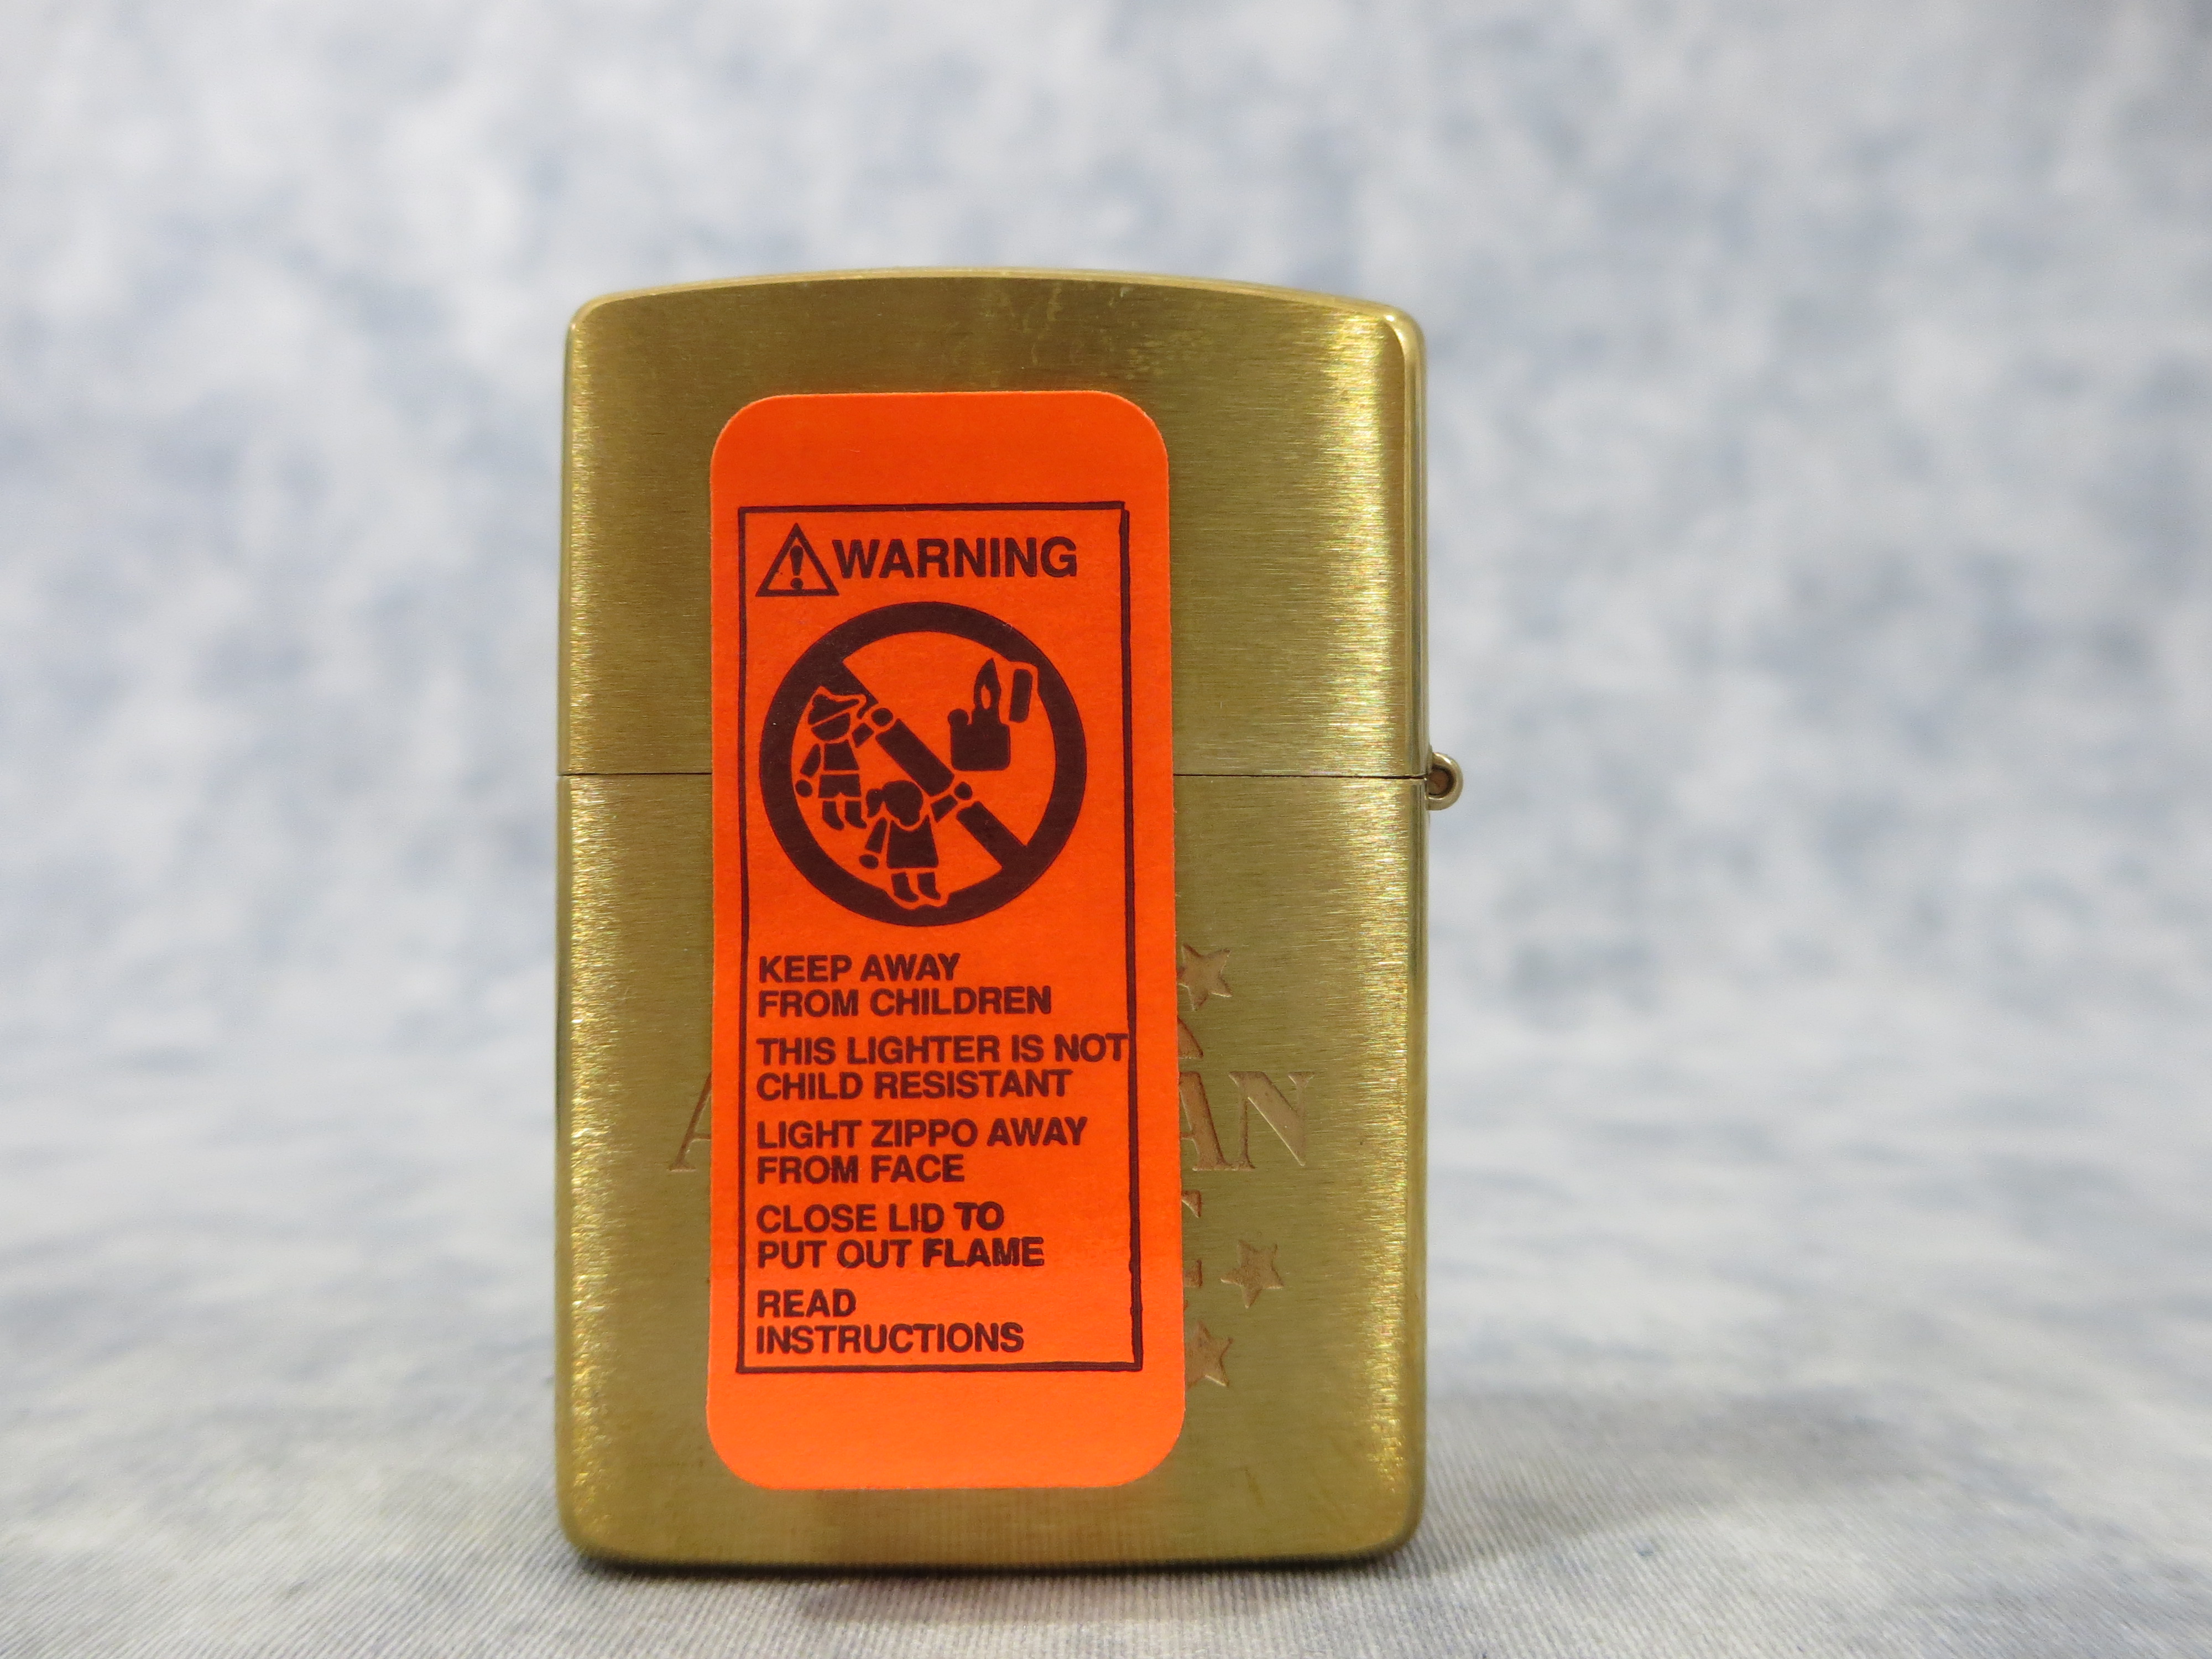 WARNING
KEEP AWAY
FROM CHILDREN
THIS LIGHTER IS NOT
CHILD RESISTANT
LIGHT ZIPPO AWAY
FROM FACE
CLOSE LID TO
PUT OUT FLAME
READ
INSTRUCTIONS